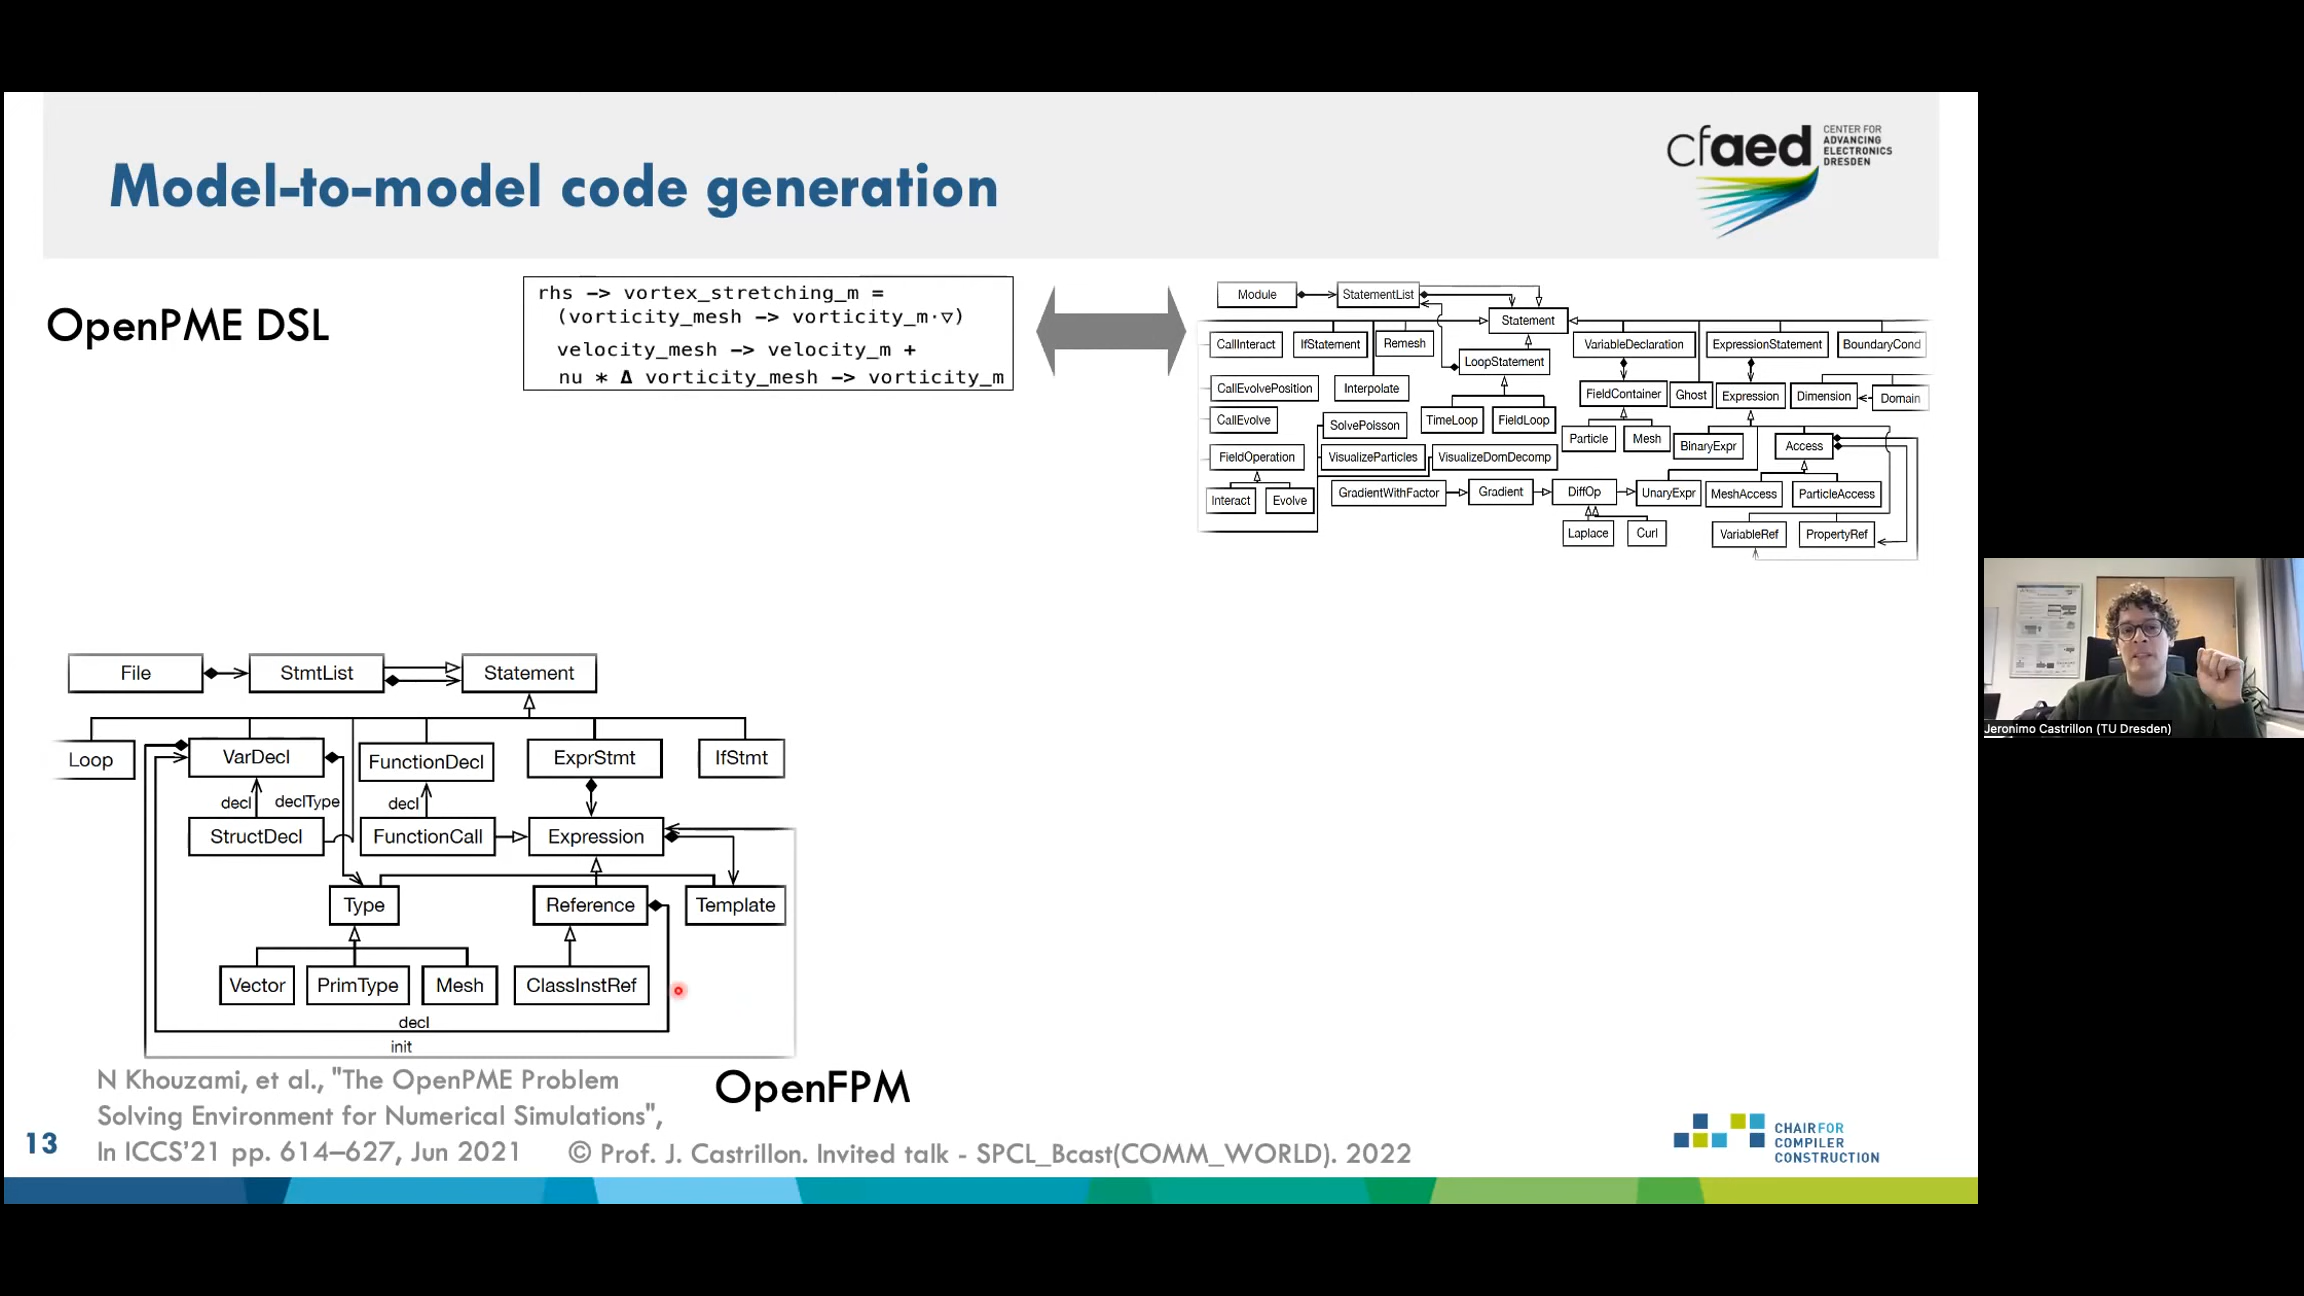 Model-to-model code generation
cfaed
CENTER FOR
ADVANCING
ELECTRONICS
DRESDEN
OpenPME DSL
rhs -> vortex_stretching_m =
(vorticity_mesh -> vorticity_m·▽)
velocity_mesh -> velocity_m +
nu * Δ vorticity_mesh -> vorticity_m
Module
StatementList
Statement
CallInteract
IfStatement
Remesh
VariableDeclaration
ExpressionStatement
BoundaryCond
LoopStatement
CallEvolvePosition
Interpolate
FieldContainer
Ghost
Expression
Dimension
Domain
CallEvolve
SolvePoisson
TimeLoop
FieldLoop
Particle
Mesh
BinaryExpr
Access
FieldOperation
VisualizeParticles
VisualizeDomDecomp
Interact
Evolve
GradientWithFactor
Gradient
DiffOp
UnaryExpr
MeshAccess
ParticleAccess
Laplace
Curl
VariableRef
PropertyRef
File
StmtList
Statement
Loop
VarDecl
FunctionDecl
ExprStmt
IfStmt
decl
declType
decl
StructDecl
FunctionCall
Expression
Type
Reference
Template
Vector
PrimType
Mesh
ClassInstRef
decl
init
OpenFPM
N Khouzami, et al., "The OpenPME Problem
Solving Environment for Numerical Simulations",
In ICCS’21 pp. 614–627, Jun 2021
13
© Prof. J. Castrillon. Invited talk - SPCL_Bcast(COMM_WORLD). 2022
CHAIR FOR
COMPILER
CONSTRUCTION
Jeronimo Castrillon (TU Dresden)